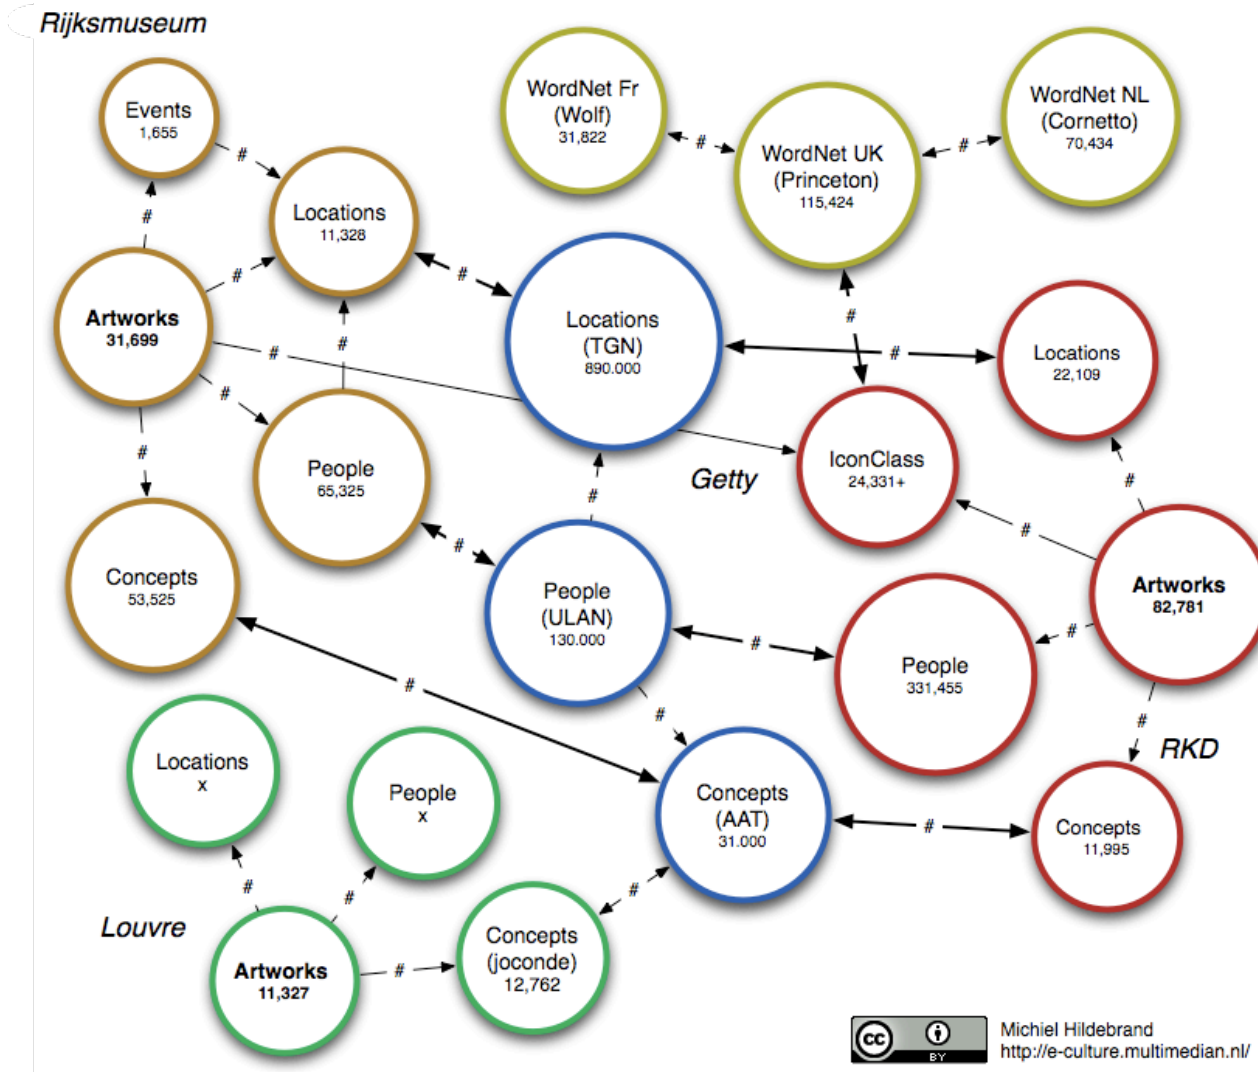 Rijksmuseum
Events
1,655
#
#
Locations
11,328
#
#
Artworks
31,699
#
#
#
#
People
65,325
Concepts
53,525
WordNet Fr
(Wolf)
31,822
#
WordNet UK
(Princeton)
115,424
#
WordNet NL
(Cornetto)
70,434
#
Locations
(TGN)
890.000
#
Locations
22,109
Getty
IconClass
24,331+
#
#
#
#
People
(ULAN)
130.000
#
People
331,455
#
Artworks
82,781
#
RKD
#
#
Concepts
(AAT)
31.000
#
Concepts
11,995
Locations
x
People
x
#
#
#
Louvre
Artworks
11,327
#
Concepts
(joconde)
12,762
cc
BY
Michiel Hildebrand
http://e-culture.multimedian.nl/